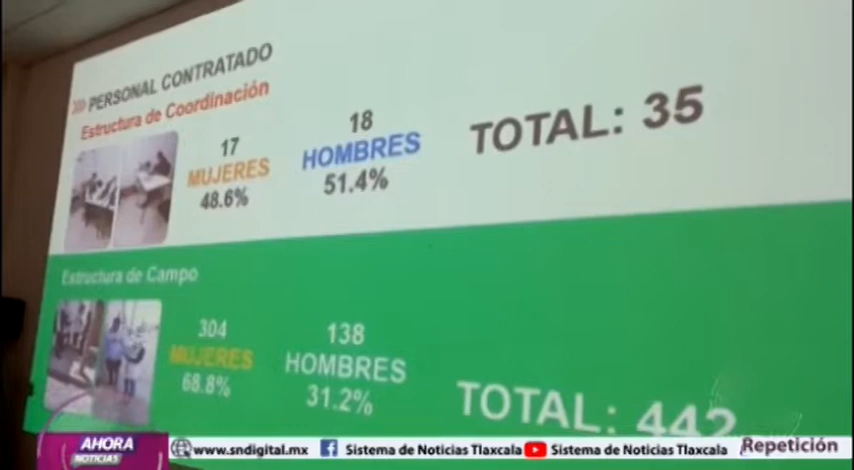 PERSONAL CONTRATADO
Estructura de Coordinación
17
MUJERES
48.6%
18
HOMBRES
51.4%
TOTAL: 35
Estructura de Campo
304
MUJERES
68.8%
138
HOMBRES
31.2%
TOTAL: 442
AHORA
NOTICIAS
www.sndigital.mx
Sistema de Noticias Tlaxcala
Sistema de Noticias Tlaxcala
Repetición